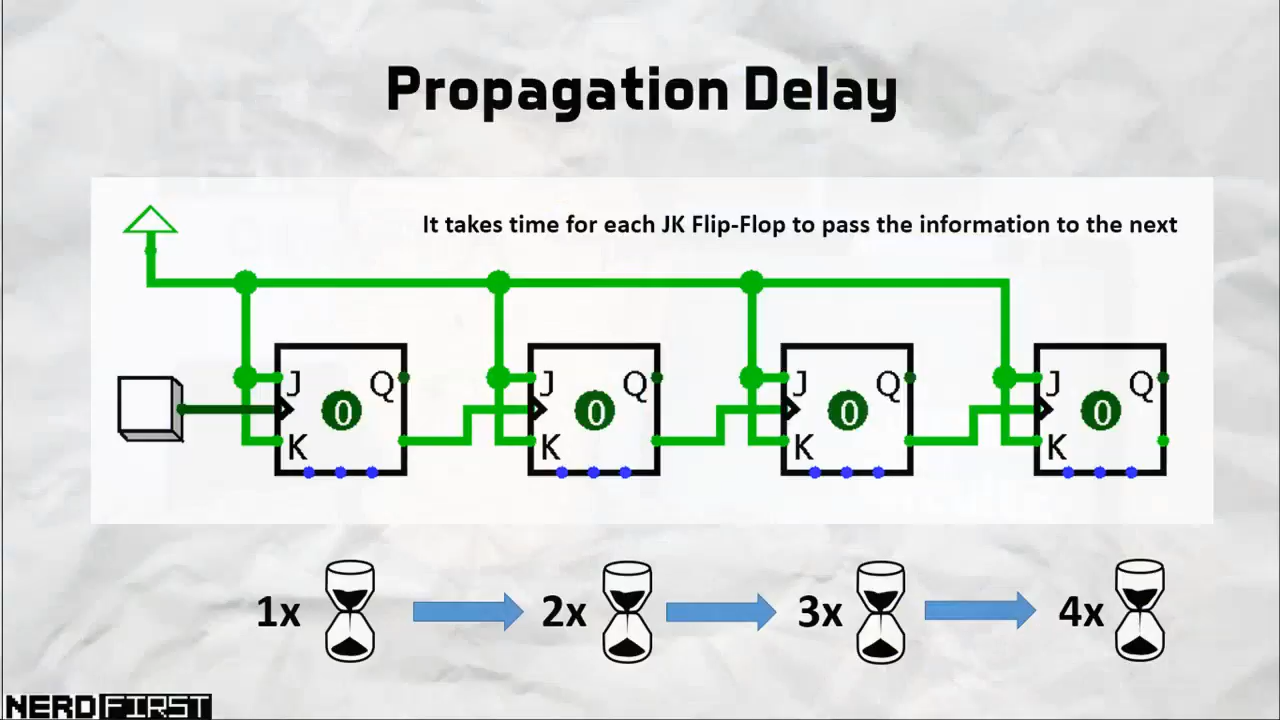 Propagation Delay
It takes time for each JK Flip-Flop to pass the information to the next
J Q J Q J Q J Q
0 0 0 0
K K K K
1x 2x 3x 4x
NERDFIRST